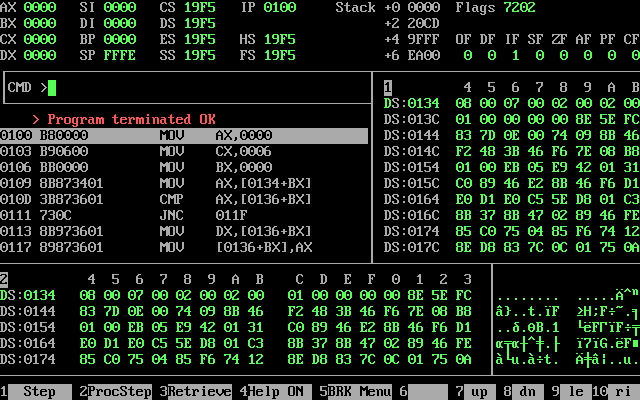 AX 0000 SI 0000 CS 19F5 IP 0100 Stack +0 0000 Flags 7202
BX 0000 DI 0000 DS 19F5 +2 20CD
CX 0000 BP 0000 ES 19F5 HS 19F5 +4 9FFF OF DF IF SF ZF AF PF CF
DX 0000 SP FFFE SS 19F5 FS 19F5 +6 EA00 0 0 1 0 0 0 0 0
CMD >
1 4 5 6 7 8 9 A B
DS:0134 08 00 07 00 02 00 02 00
> Program terminated OK DS:013C 01 00 00 00 00 8E 5E FC
0100 B80000 MOV AX,0000 DS:0144 83 7D 0E 00 74 09 8B 46
0103 B90600 MOV CX,0006 DS:014C F2 48 3B 46 F6 7E 08 B8
0106 BB0000 MOV BX,0000 DS:0154 01 00 EB 05 E9 42 01 31
0109 8B873401 MOV AX,[0134+BX] DS:015C C0 89 46 E2 8B 46 F6 D1
010D 3B873601 CMP AX,[0136+BX] DS:0164 E0 D1 E0 C5 5E D8 01 C3
0111 730C JNC 011F DS:016C 8B 37 8B 47 02 89 46 FE
0113 8B973601 MOV DX,[0136+BX] DS:0174 85 C0 75 04 85 F6 74 12
0117 89873601 MOV [0136+BX],AX DS:017C 8E D8 83 7C 0C 01 75 0A
2 4 5 6 7 8 9 A B C D E F 0 1 2 3
DS:0134 08 00 07 00 02 00 02 00 01 00 00 00 00 8E 5E FC ........ .....Ä^ⁿ
DS:0144 83 7D 0E 00 74 09 8B 46 F2 48 3B 46 F6 7E 08 B8 â}..t.ïF ≥H;F÷~.╕
DS:0154 01 00 EB 05 E9 42 01 31 C0 89 46 E2 8B 46 F6 D1 ..δ.ΘB.1 └ëFΓïF÷╤
DS:0164 E0 D1 E0 C5 5E D8 01 C3 8B 37 8B 47 02 89 46 FE α╤α┼^╪.├ ï7ïG.ëF■
DS:0174 85 C0 75 04 85 F6 74 12 8E D8 83 7C 0C 01 75 0A à└u.à÷t. Ä╪â|..u.
1 Step 2ProcStep 3Retrieve 4Help ON 5BRK Menu 6 7 up 8 dn 9 le 10 ri